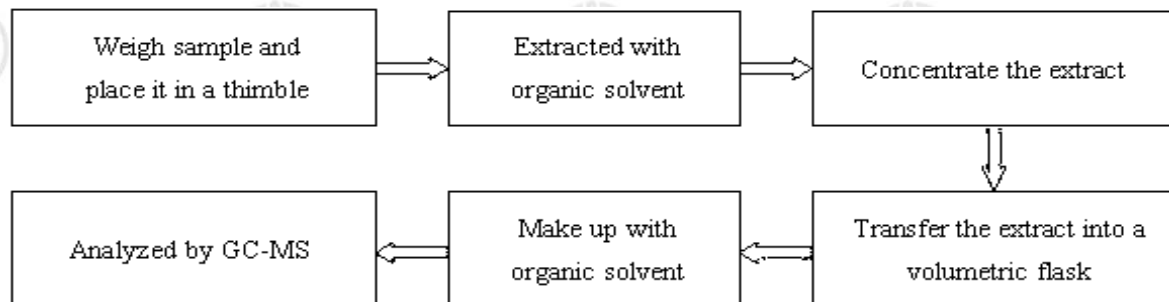 Weigh sample and
place it in a thimble
Extracted with
organic solvent
Concentrate the extract
Transfer the extract into a
volumetric flask
Make up with
organic solvent
Analyzed by GC-MS